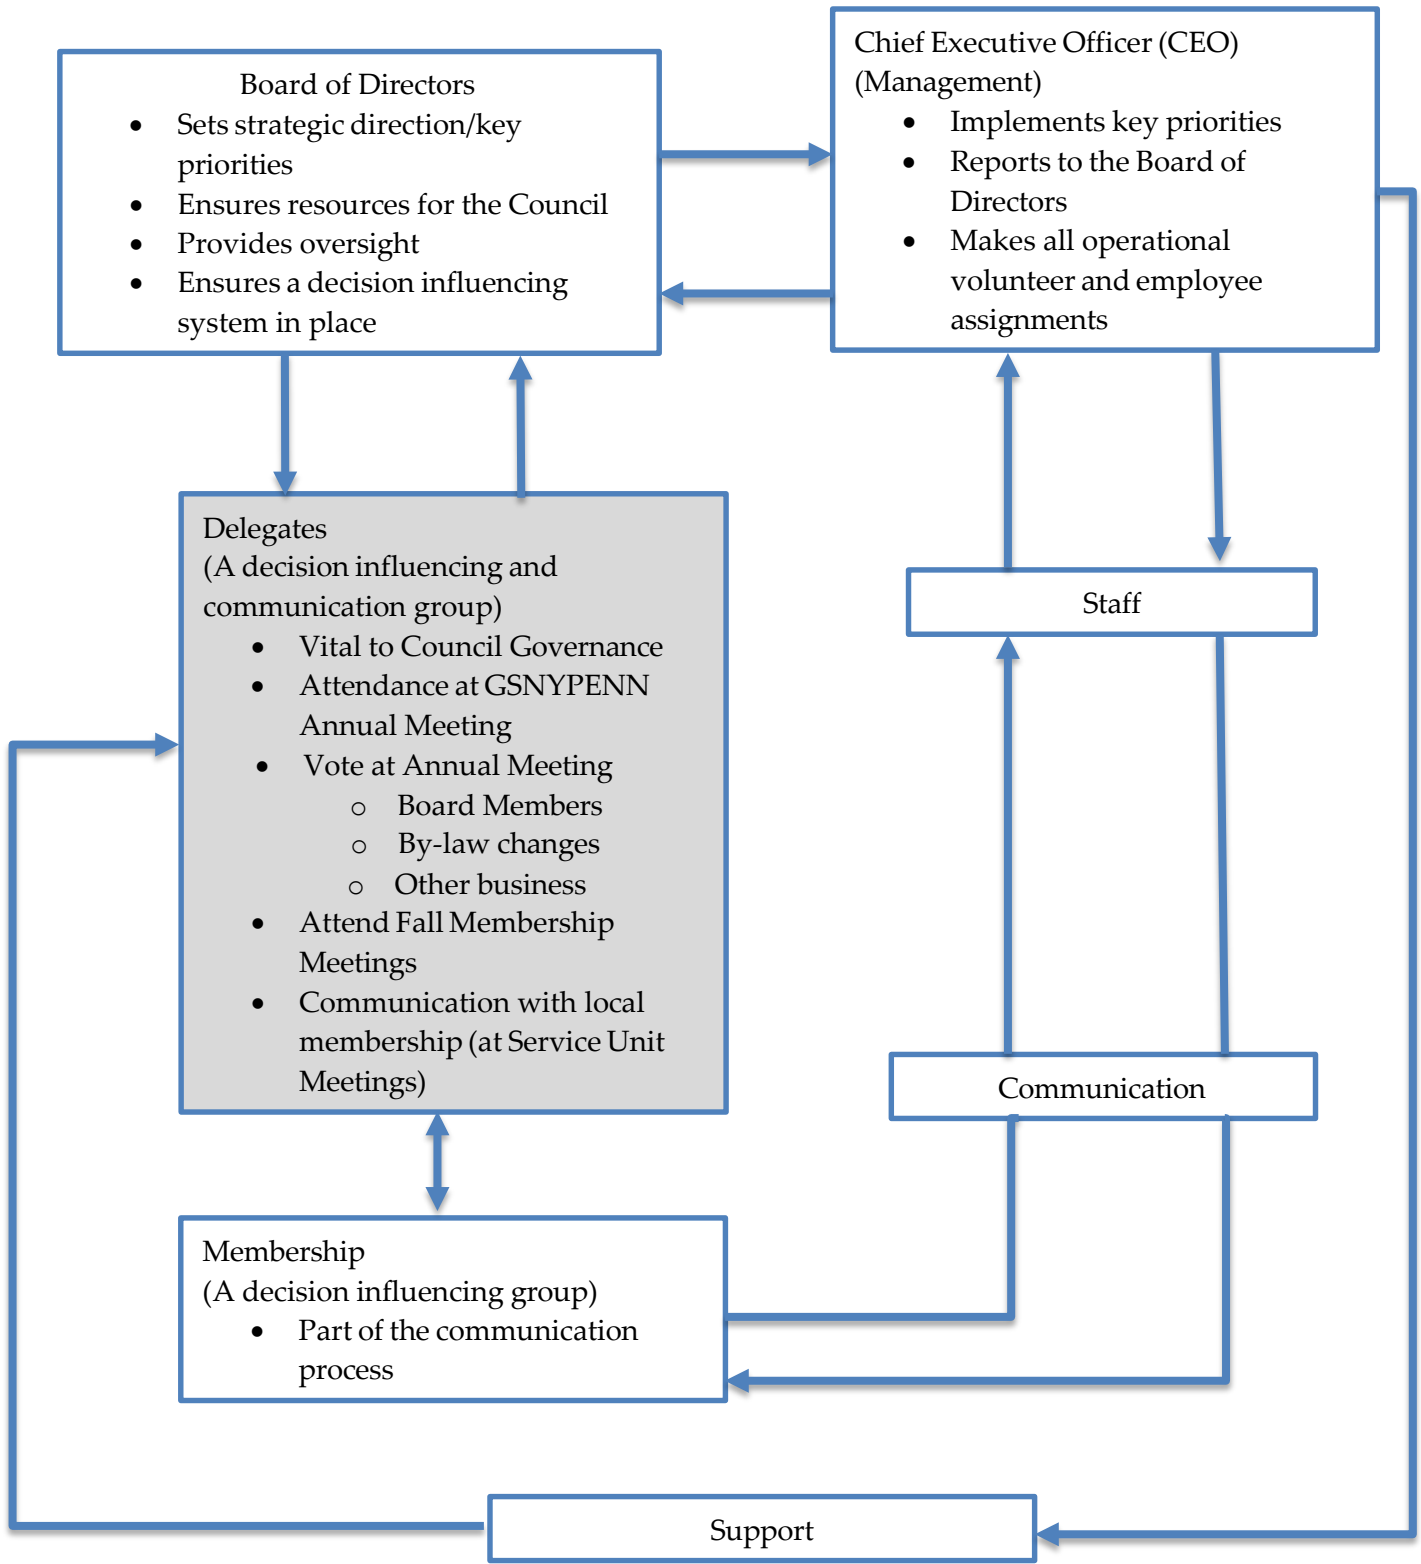 Board of Directors
• Sets strategic direction/key
priorities
• Ensures resources for the Council
• Provides oversight
• Ensures a decision influencing
system in place
Chief Executive Officer (CEO)
(Management)
• Implements key priorities
• Reports to the Board of
Directors
• Makes all operational
volunteer and employee
assignments
Delegates
(A decision influencing and
communication group)
• Vital to Council Governance
• Attendance at GSNYPENN
Annual Meeting
• Vote at Annual Meeting
o Board Members
o By-law changes
o Other business
• Attend Fall Membership
Meetings
• Communication with local
membership (at Service Unit
Meetings)
Staff
Communication
Membership
(A decision influencing group)
• Part of the communication
process
Support